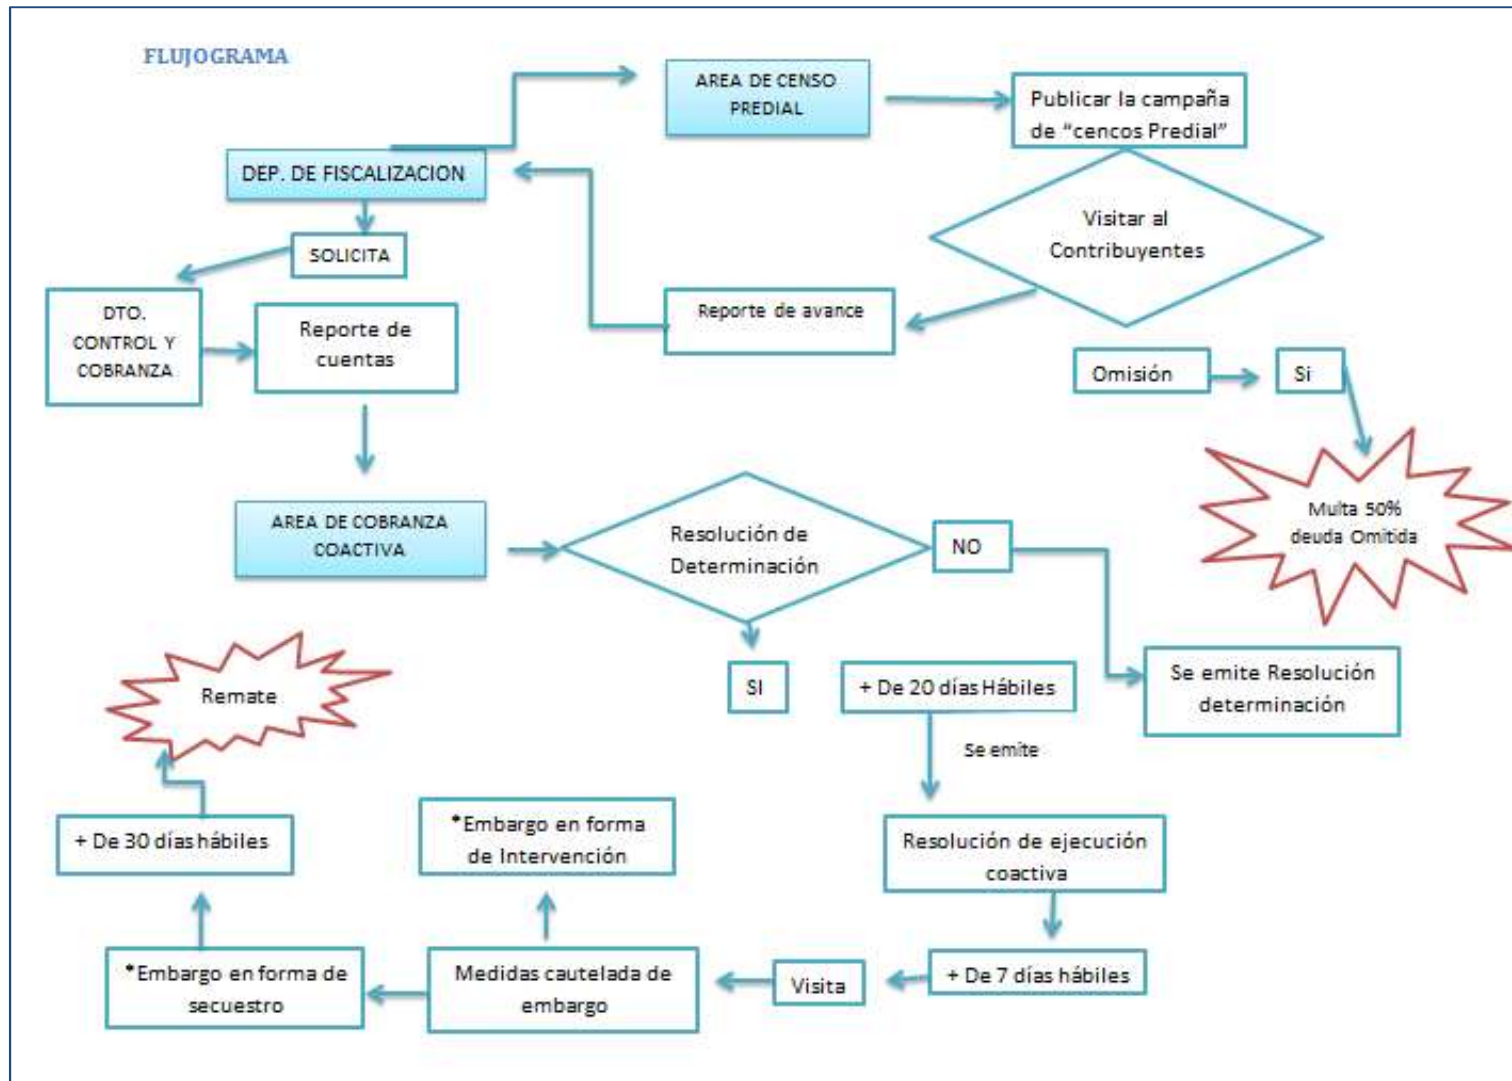 FLUJOGRAMA
AREA DE CENSO
PREDIAL
Publicar la campaña
de “cencos Predial”
DEP. DE FISCALIZACION
Visitar al
Contribuyentes
SOLICITA
DTO.
CONTROL Y
COBRANZA
Reporte de
cuentas
Reporte de avance
Omisión
Si
Multa 50%
deuda Omitida
AREA DE COBRANZA
COACTIVA
Resolución de
Determinación
NO
SI
+ De 20 días Hábiles
Se emite Resolución
determinación
Remate
Se emite
+ De 30 días hábiles
*Embargo en forma
de Intervención
Resolución de ejecución
coactiva
*Embargo en forma de
secuestro
Medidas cautelada de
embargo
Visita
+ De 7 días hábiles